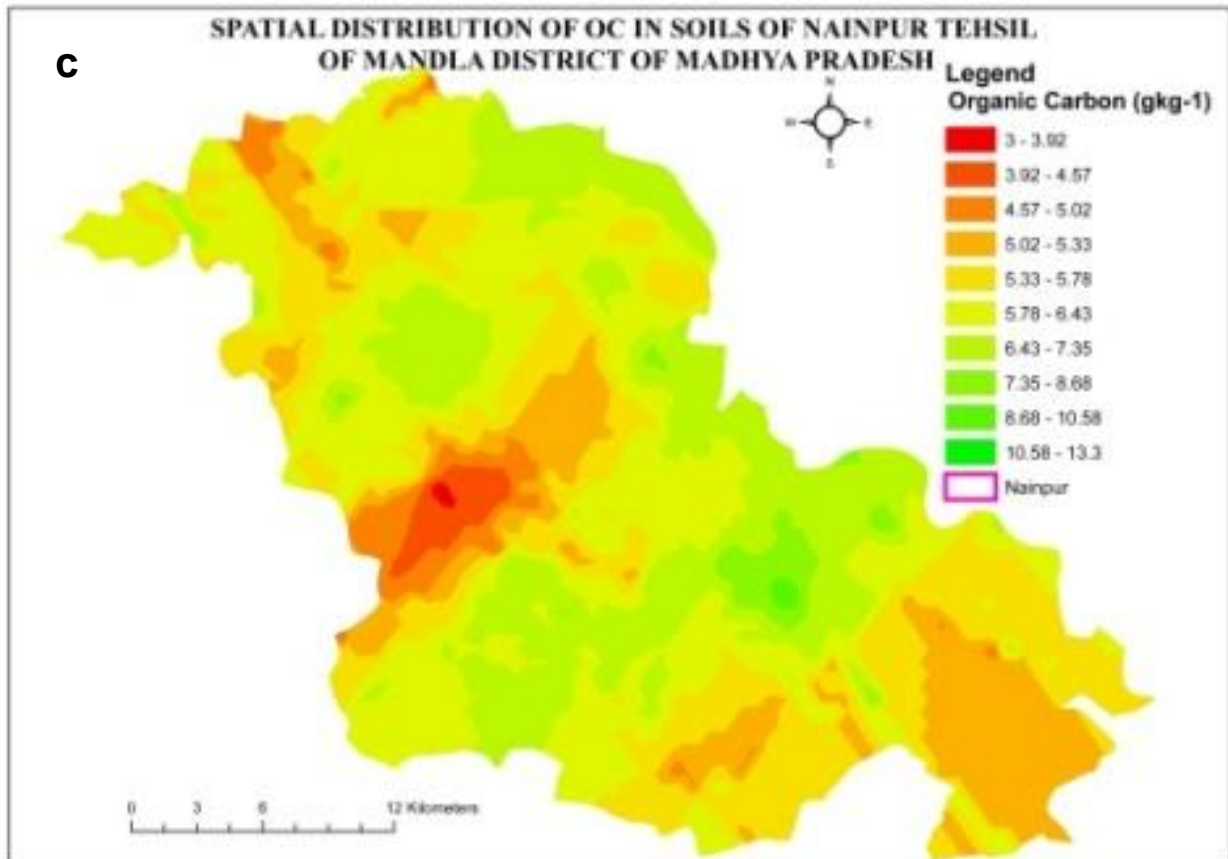 SPATIAL DISTRIBUTION OF OC IN SOILS OF NAINPUR TEHSIL
OF MANDLA DISTRICT OF MADHYA PRADESH
c
N
W E
S
Legend
Organic Carbon (gkg-1)
3 - 3.92
3.92 - 4.57
4.57 - 5.02
5.02 - 5.33
5.33 - 5.78
5.78 - 6.43
6.43 - 7.35
7.35 - 8.68
8.68 - 10.58
10.58 - 13.3
Nainpur
0 3 6 12 Kilometers